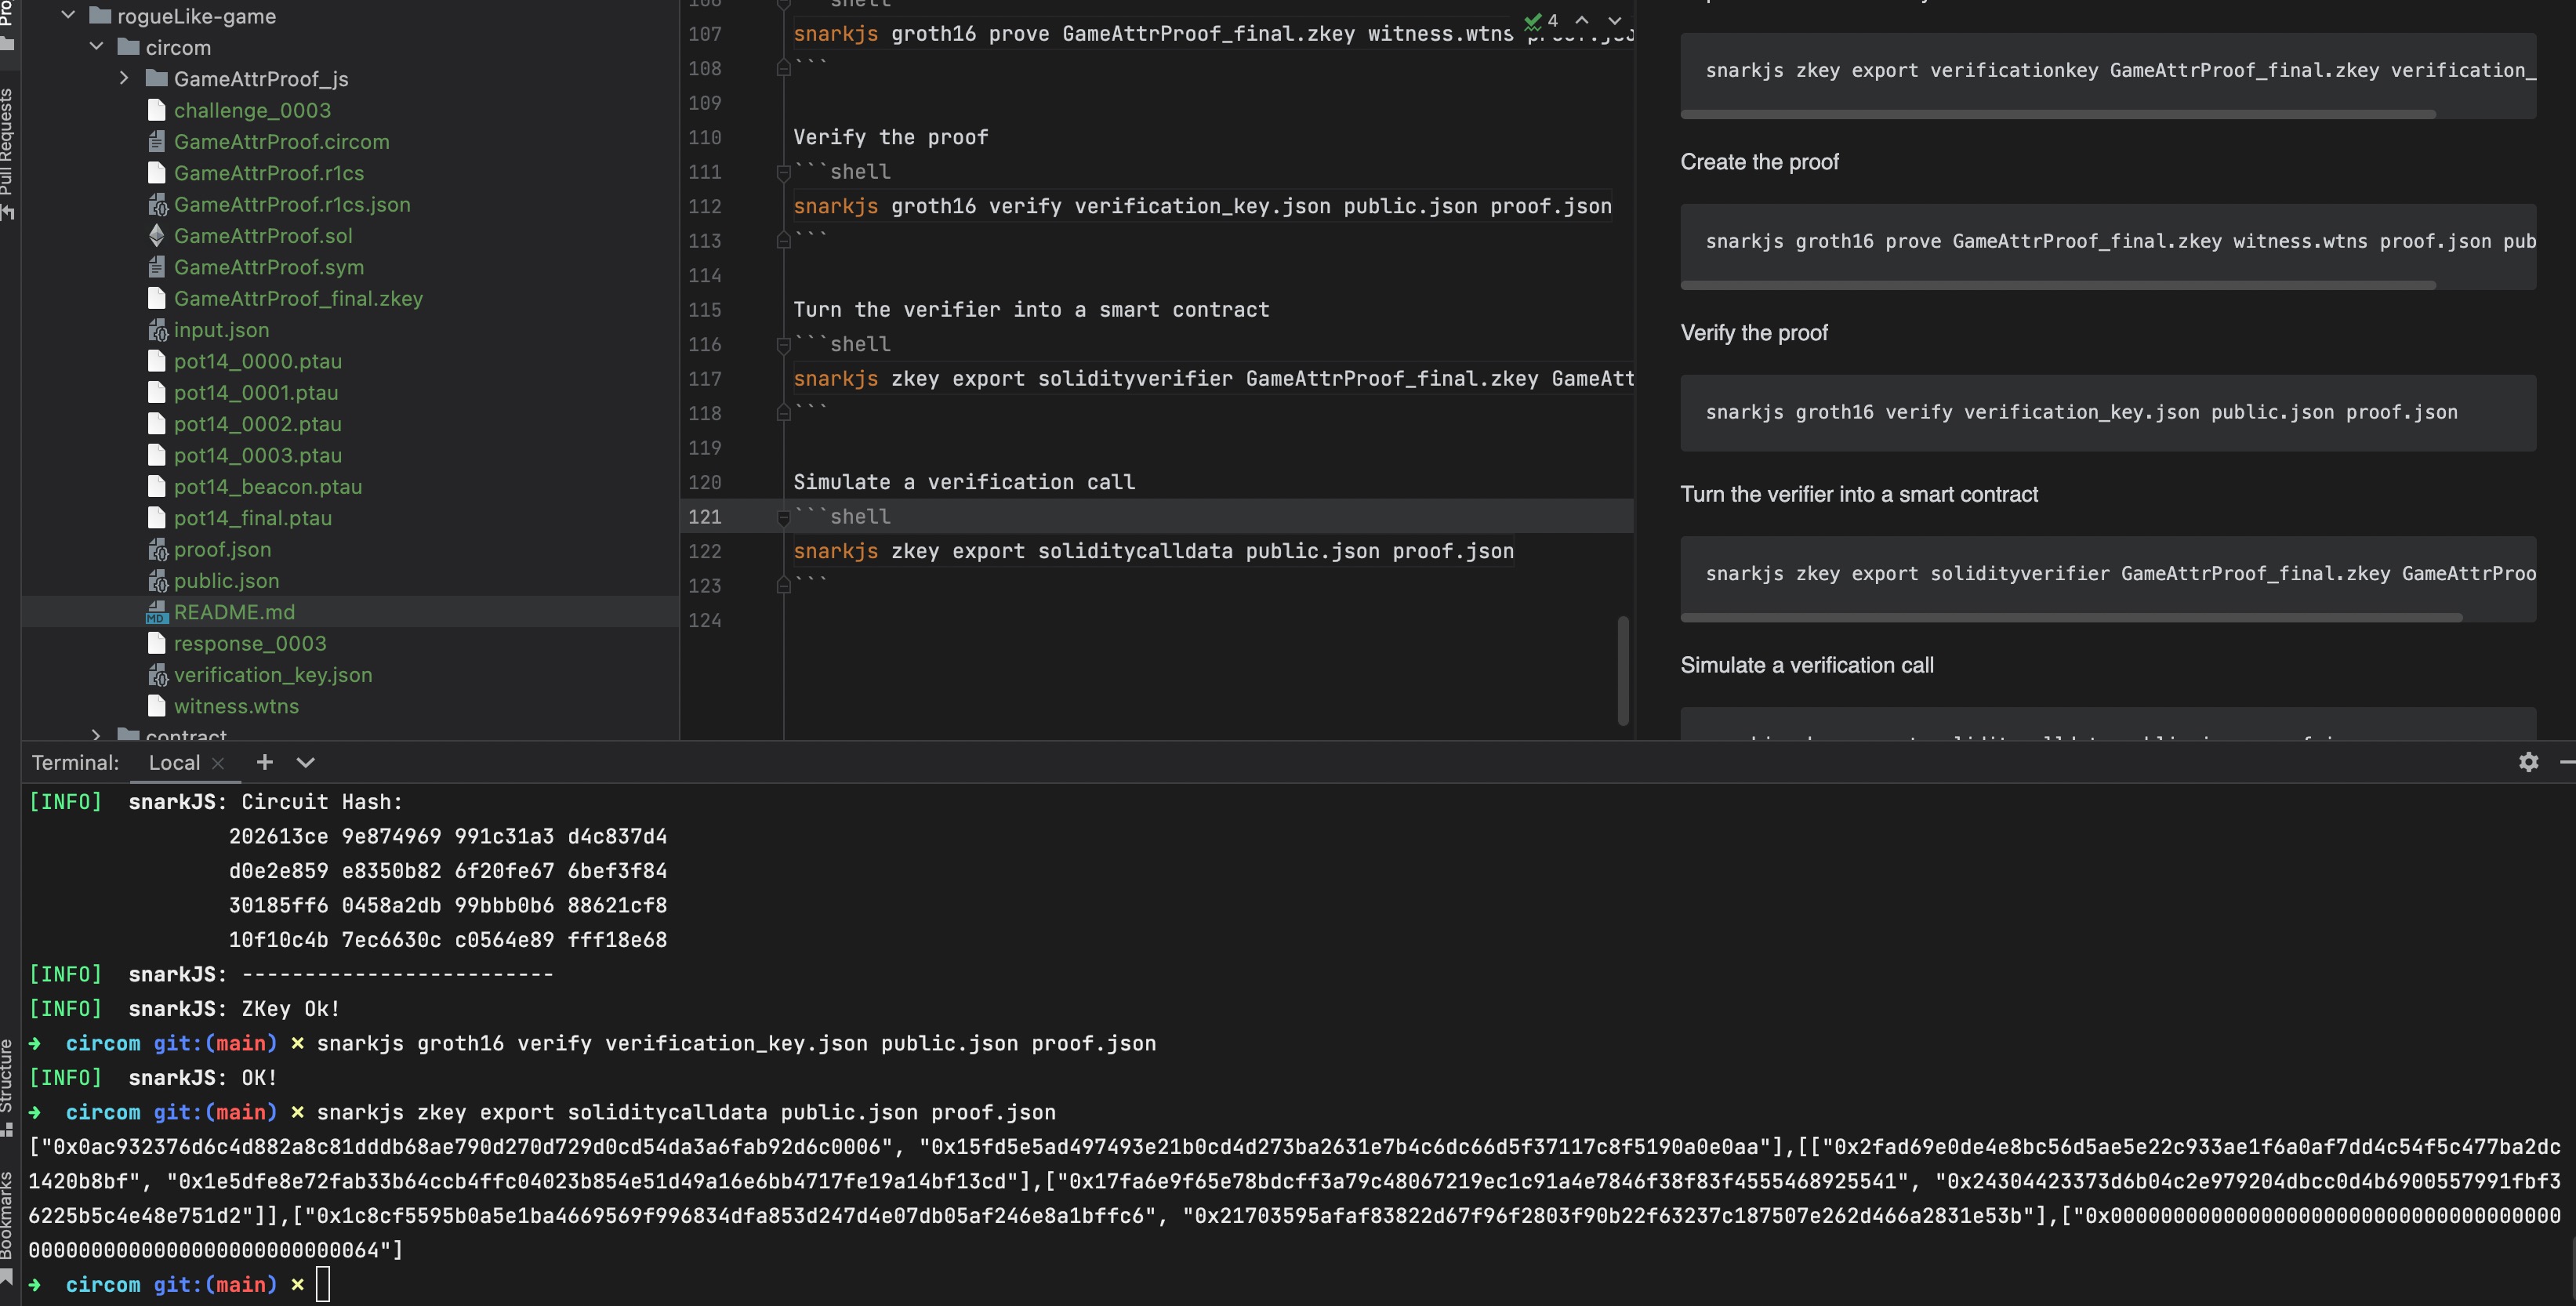 Pro
Pull Requests
Structure
Bookmarks
rogueLike-game
circom
GameAttrProof_js
challenge_0003
GameAttrProof.circom
GameAttrProof.r1cs
GameAttrProof.r1cs.json
GameAttrProof.sol
GameAttrProof.sym
GameAttrProof_final.zkey
input.json
pot14_0000.ptau
pot14_0001.ptau
pot14_0002.ptau
pot14_0003.ptau
pot14_beacon.ptau
pot14_final.ptau
proof.json
public.json
README.md
response_0003
verification_key.json
witness.wtns
contract
106 ```shell
107 snarkjs groth16 prove GameAttrProof_final.zkey witness.wtns
4
108 ```
109
110 Verify the proof
111 ```shell
112 snarkjs groth16 verify verification_key.json public.json proof.json
113 ```
114
115 Turn the verifier into a smart contract
116 ```shell
117 snarkjs zkey export solidityverifier GameAttrProof_final.zkey GameAtt
118 ```
119
120 Simulate a verification call
121 ```shell
122 snarkjs zkey export soliditycalldata public.json proof.json
123 ```
124
snarkjs zkey export verificationkey GameAttrProof_final.zkey verification_
Create the proof
snarkjs groth16 prove GameAttrProof_final.zkey witness.wtns proof.json pub
Verify the proof
snarkjs groth16 verify verification_key.json public.json proof.json
Turn the verifier into a smart contract
snarkjs zkey export solidityverifier GameAttrProof_final.zkey GameAttrProo
Simulate a verification call
Terminal: Local
[INFO] snarkJS: Circuit Hash:
202613ce 9e874969 991c31a3 d4c837d4
d0e2e859 e8350b82 6f20fe67 6bef3f84
30185ff6 0458a2db 99bbb0b6 88621cf8
10f10c4b 7ec6630c c0564e89 fff18e68
[INFO] snarkJS: -------------------------
[INFO] snarkJS: ZKey Ok!
➜ circom git:(main) × snarkjs groth16 verify verification_key.json public.json proof.json
[INFO] snarkJS: OK!
➜ circom git:(main) × snarkjs zkey export soliditycalldata public.json proof.json
["0x0ac932376d6c4d882a8c81dddb68ae790d270d729d0cd54da3a6fab92d6c0006", "0x15fd5e5ad497493e21b0cd4d273ba2631e7b4c6dc66d5f37117c8f5190a0e0aa"],[["0x2fad69e0de4e8bc56d5ae5e22c933ae1f6a0af7dd4c54f5c477ba2dc
1420b8bf", "0x1e5dfe8e72fab33b64ccb4ffc04023b854e51d49a16e6bb4717fe19a14bf13cd"],["0x17fa6e9f65e78bdcff3a79c48067219ec1c91a4e7846f38f83f4555468925541", "0x24304423373d6b04c2e979204dbcc0d4b6900557991fbf3
6225b5c4e48e751d2"]],["0x1c8cf5595b0a5e1ba4669569f996834dfa853d247d4e07db05af246e8a1bffc6", "0x21703595afaf83822d67f96f2803f90b22f63237c187507e262d466a2831e53b"],["0x000000000000000000000000000000000000
0000000000000000000000000064"]
➜ circom git:(main) ×